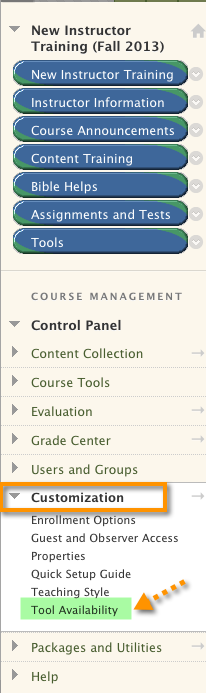 New Instructor
Training (Fall 2013)
New Instructor Training
Instructor Information
Course Announcements
Content Training
Bible Helps
Assignments and Tests
Tools
COURSE MANAGEMENT
Control Panel
Content Collection
Course Tools
Evaluation
Grade Center
Users and Groups
Customization
Enrollment Options
Guest and Observer Access
Properties
Quick Setup Guide
Teaching Style
Tool Availability
Packages and Utilities
Help